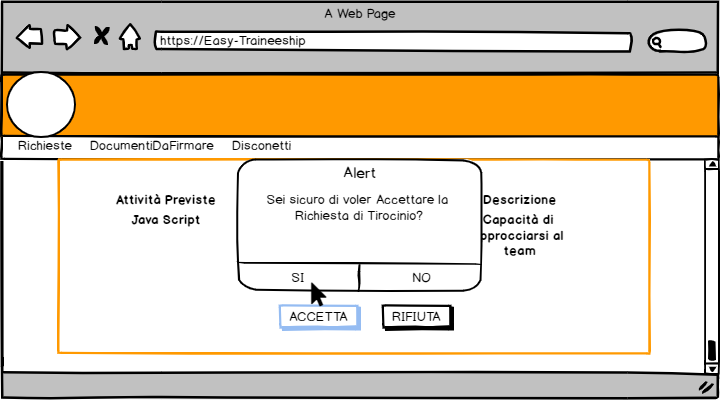 A Web Page
https://Easy-Traineeship
Richieste DocumentiDaFirmare Disconetti
Alert
Sei sicuro di voler Accettare la
Richiesta di Tirocinio?
SI NO
Attività Previste
Java Script
Descrizione
Capacità di
pprocciarsi al
team
ACCETTA RIFIUTA